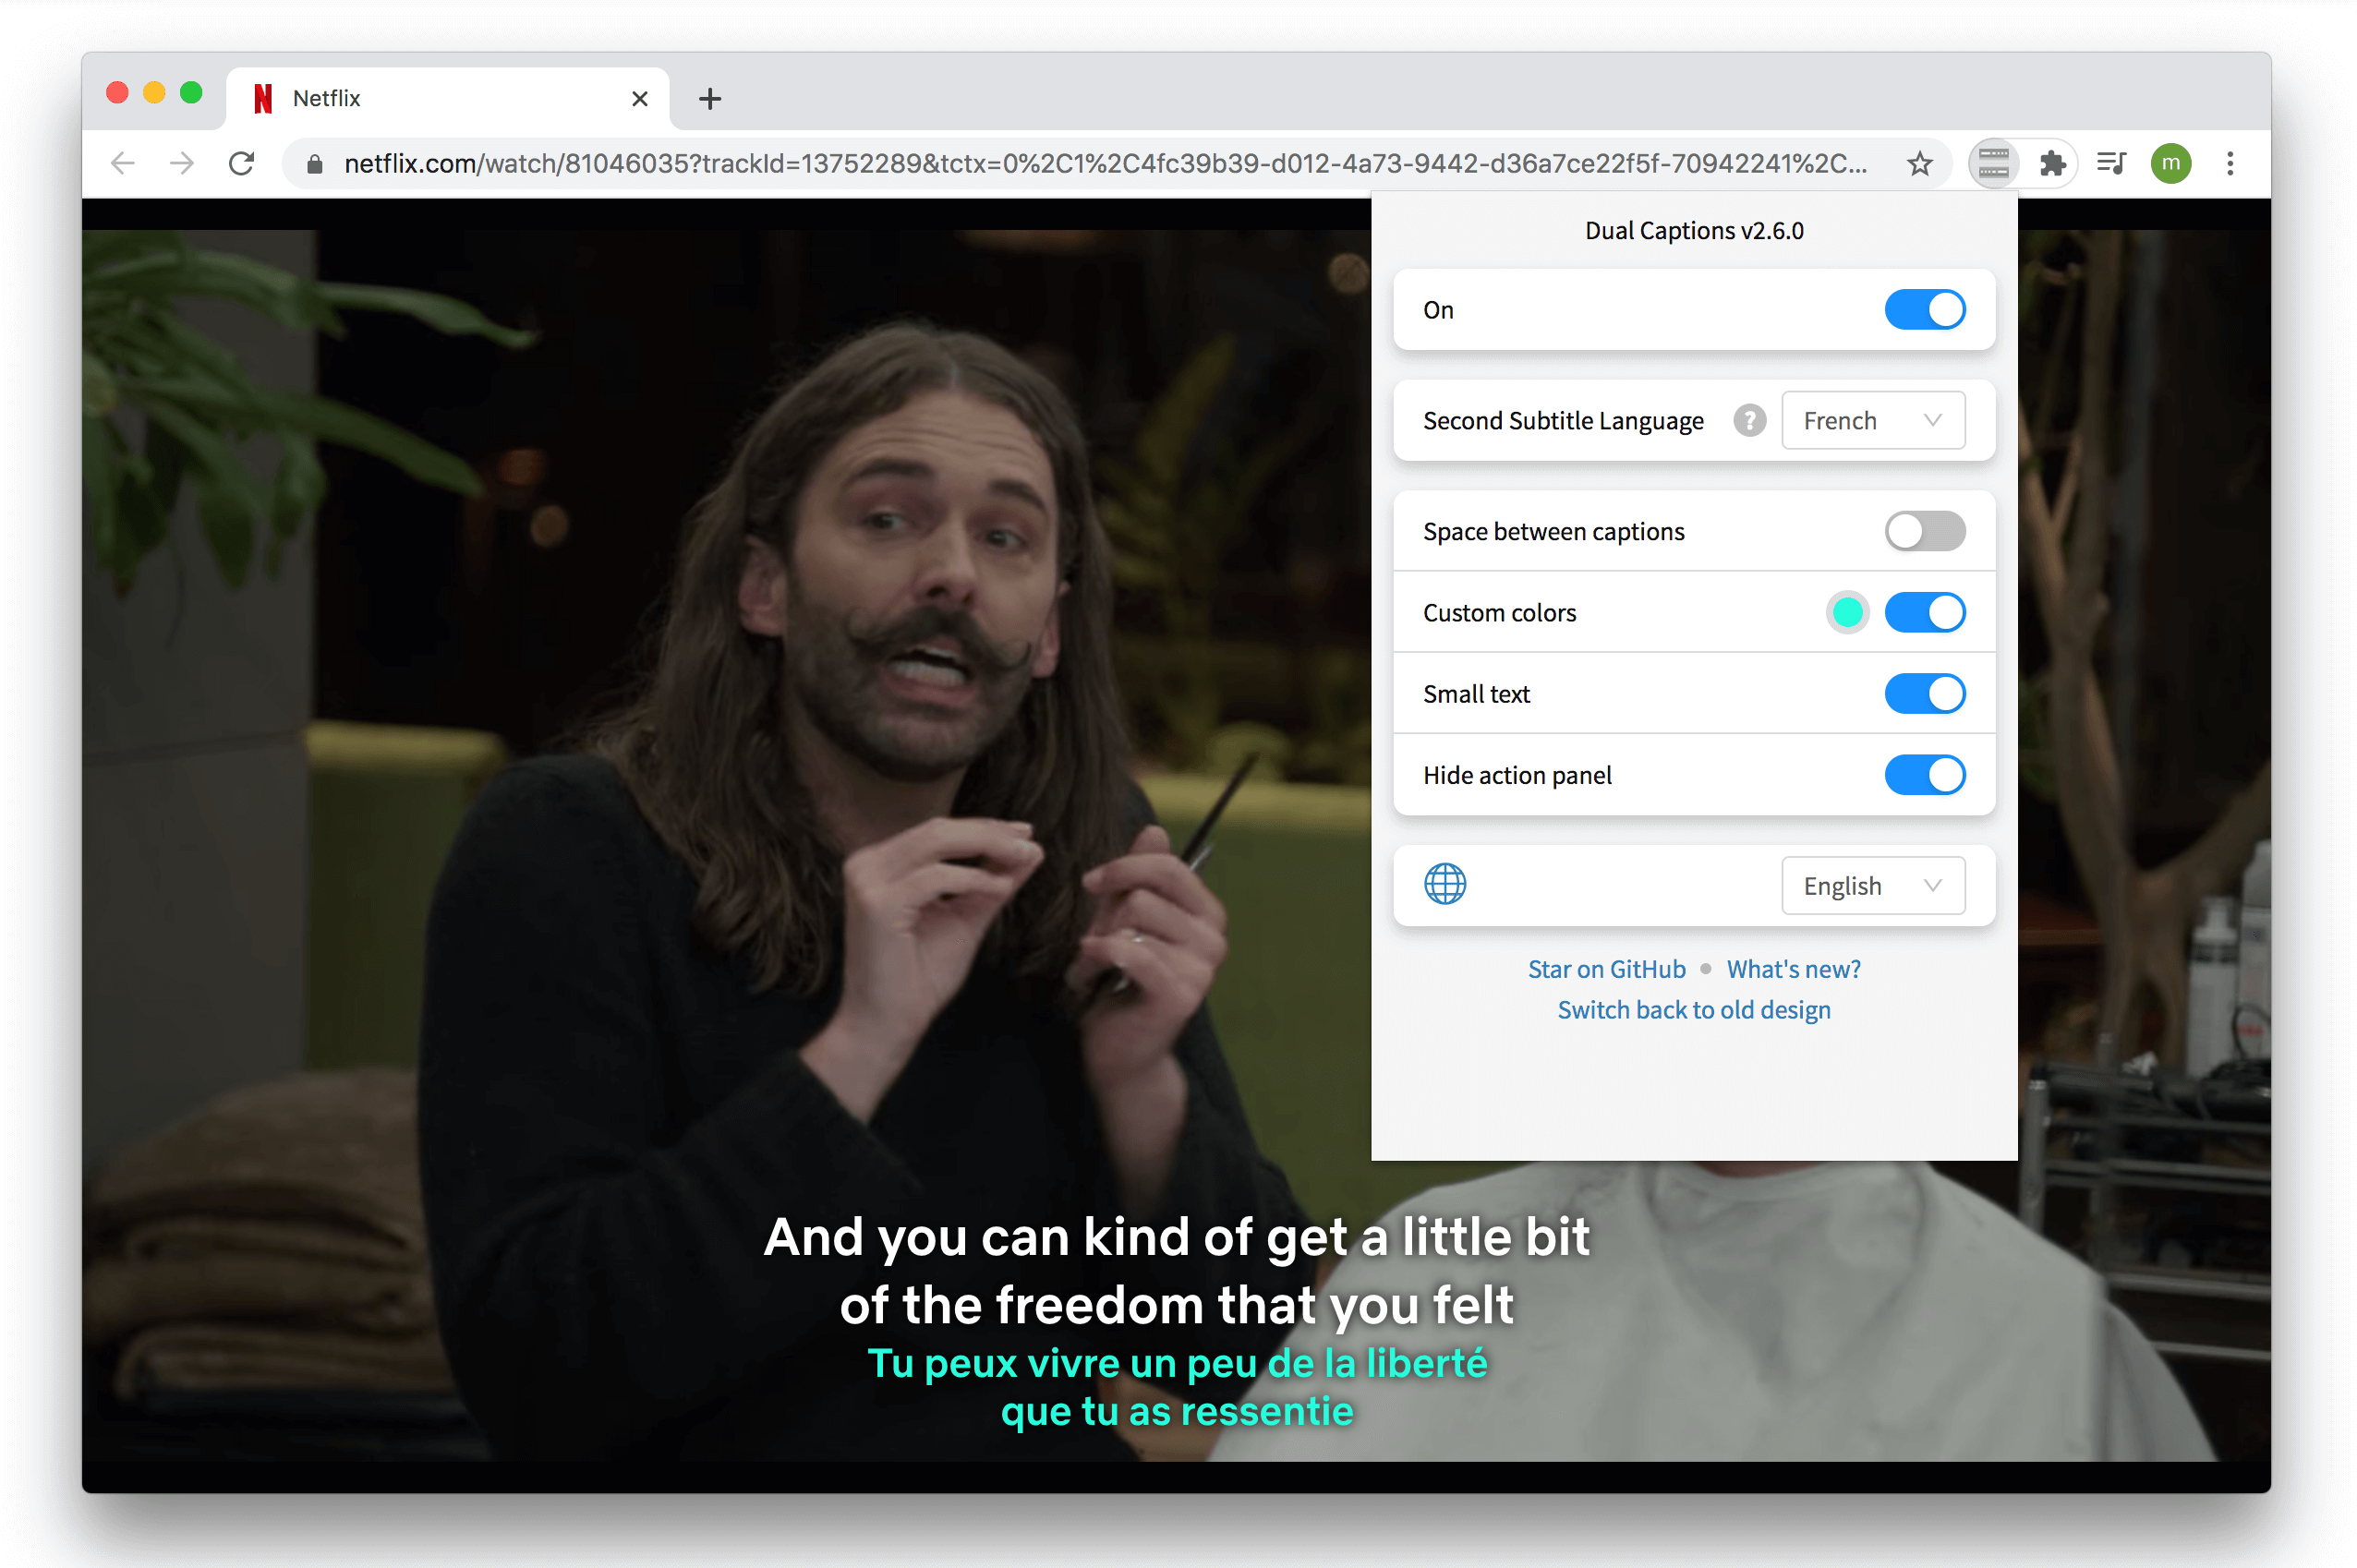 Netflix
netflix.com/watch/81046035?trackId=13752289&tctx=0%2C1%2C4fc39b39-d012-4a73-9442-d36a7ce22f5f-70942241%2C...
m
Dual Captions v2.6.0
On
Second Subtitle Language ? French
Space between captions
Custom colors
Small text
Hide action panel
English
Star on GitHub • What's new?
Switch back to old design
And you can kind of get a little bit
of the freedom that you felt
Tu peux vivre un peu de la liberté
que tu as ressentie